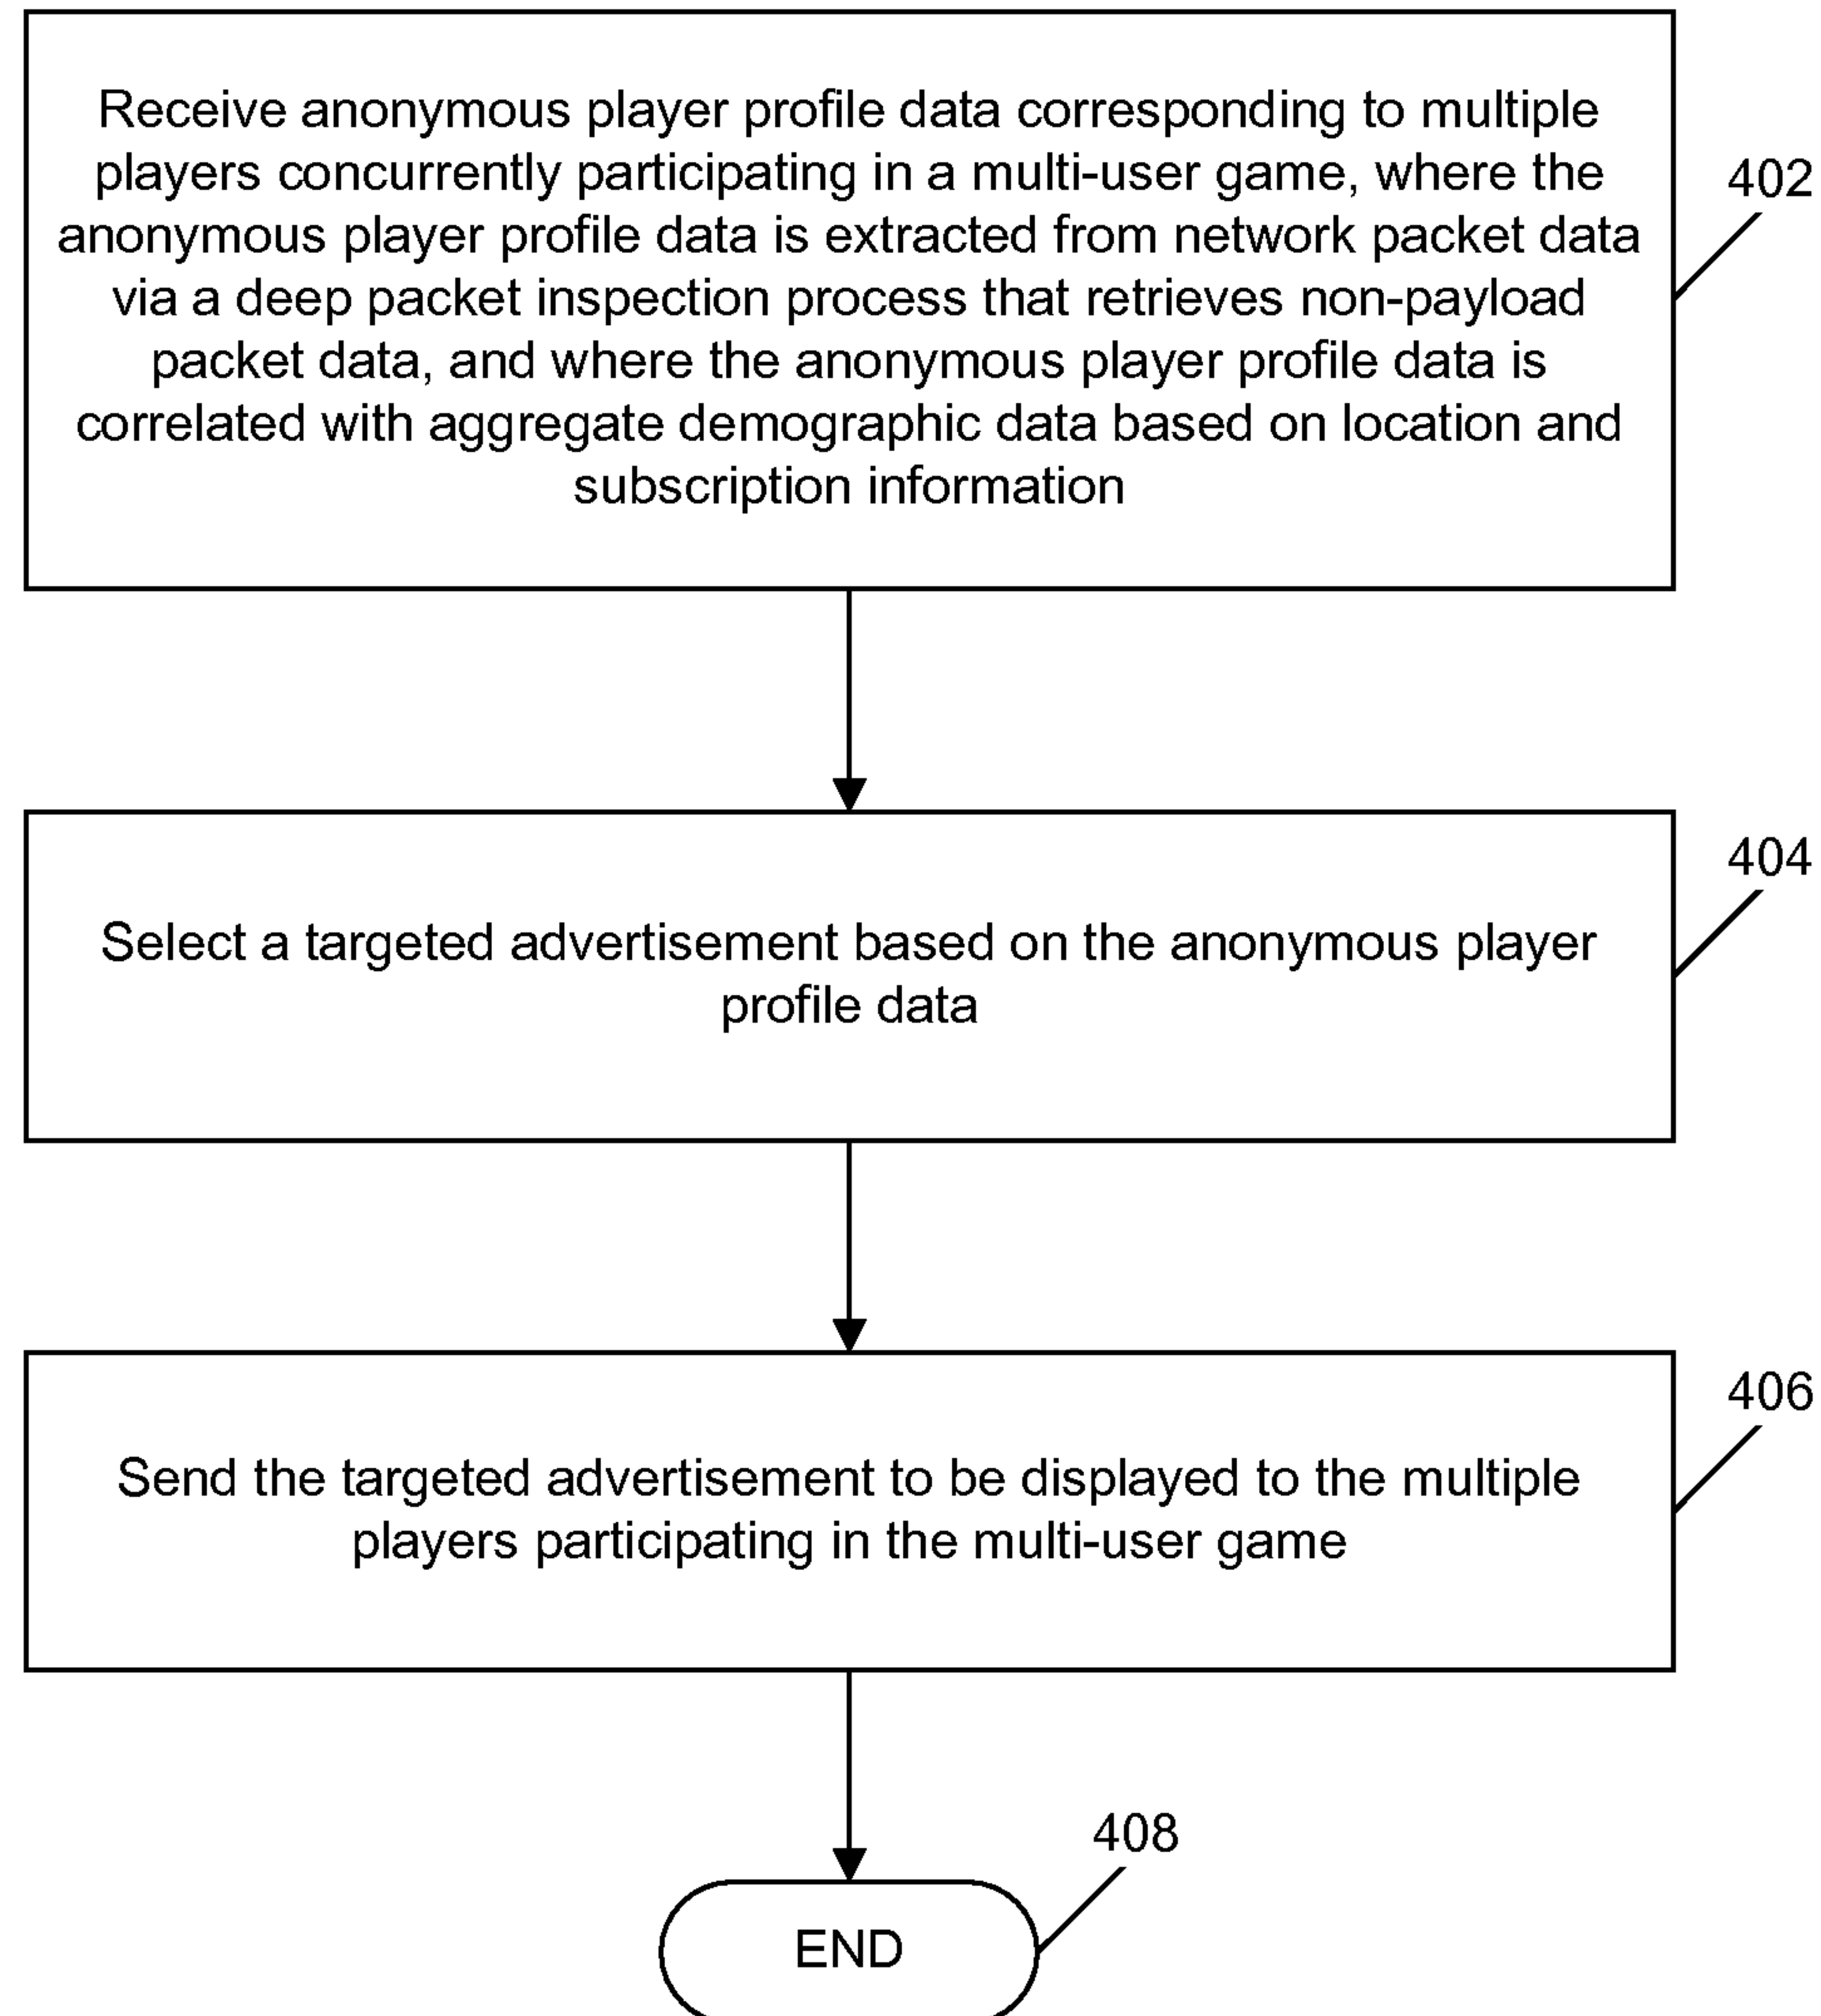 Receive anonymous player profile data corresponding to multiple
players concurrently participating in a multi-user game, where the
anonymous player profile data is extracted from network packet data
via a deep packet inspection process that retrieves non-payload
packet data, and where the anonymous player profile data is
correlated with aggregate demographic data based on location and
subscription information
402
Select a targeted advertisement based on the anonymous player
profile data
404
Send the targeted advertisement to be displayed to the multiple
players participating in the multi-user game
406
END
408